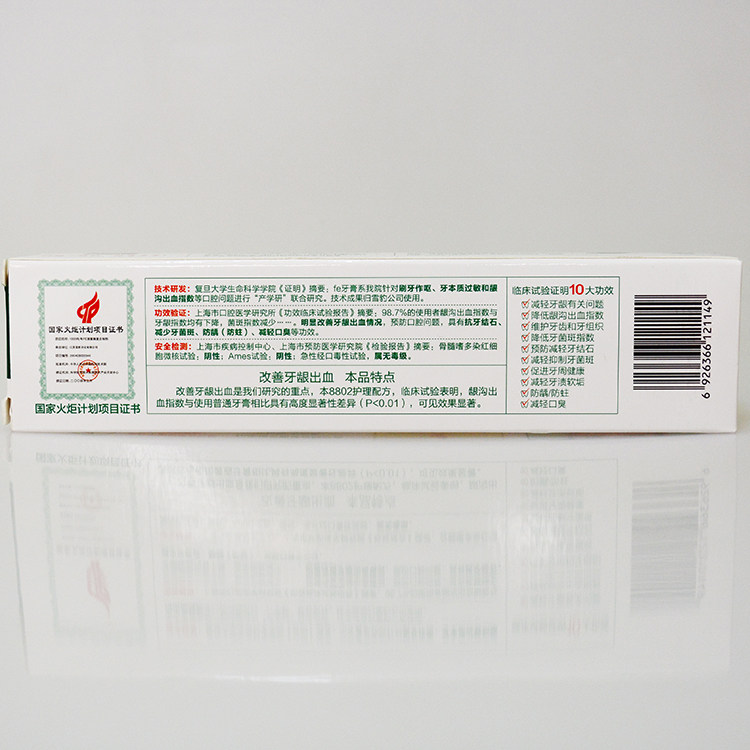 国家火炬计划项目证书
国家火炬计划项目证书
技术研发：复旦大学生命科学学院《证明》摘要：fe牙膏系我院针对刷牙作呕、牙本质过敏和龈
沟出血指数等口腔问题进行“产学研”联合研究。技术成果归雪豹公司使用。
功效验证：上海市口腔医学研究所《功效临床试验报告》摘要：98.7%的使用者龈沟出血指数与
牙龈指数均有下降，菌斑指数减少……。明显改善牙龈出血情况，预防口腔问题，具有抗牙结石、
减少牙菌斑、防龋（防蛀）、减轻口臭等功效。
安全检测：上海市疾病控制中心、上海市预防医学研究院《检验报告》摘要：骨髓嗜多染红细
胞微核试验：阴性；Ames试验：阴性；急性经口毒性试验。属无毒级。
改善牙龈出血 本品特点
改善牙龈出血是我们研究的重点，本8802护理配方，临床试验表明，龈沟出
血指数与使用普通牙膏相比具有高度显著性差异（P<0.01），可见效果显著。
临床试验证明10大功效
减轻牙龈有关问题
降低龈沟出血指数
维护牙齿和牙组织
降低牙菌斑指数
预防减轻牙结石
减轻抑制牙菌斑
促进牙周健康
减轻牙渍软垢
防龋/防蛀
减轻口臭
6 926366 121149